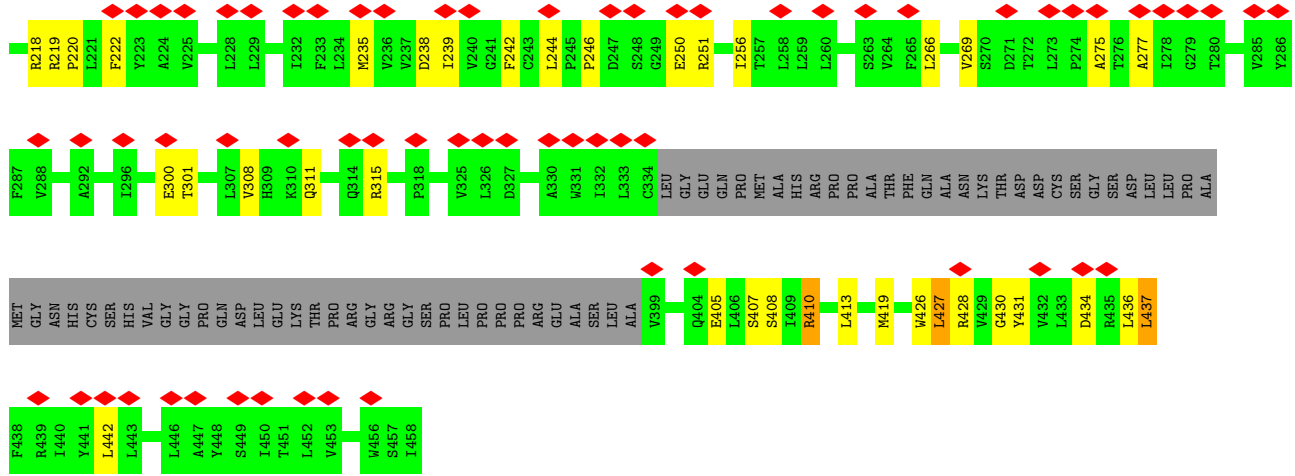 R218 R219 P220 L221 F222 Y223 A224 V225 L228 L229 I232 F233 L234 M235 V236 V237 D238 I239 V240 G241 F242 C243 L244 P245 P246 D247 S248 G249 E250 R251 I256 T257 L258 L259 L260 S263 V264 F265 L266 V269 S270 D271 T272 L273 P274 A275 T276 A277 I278 G279 T280 V285 Y286
F287 V288 A292 I296 E300 T301 L307 V308 H309 K310 Q311 Q314 R315 P318 V325 L326 D327 A330 W331 I332 L333 C334 LEU GLY GLU GLN PRO MET ALA HIS ARG PRO PRO ALA THR PHE GLN ALA ASN LYS THR ASP ASP CYS SER GLY SER ASP LEU LEU PRO ALA
MET GLY ASN HIS CYS SER HIS VAL GLY GLY PRO GLN ASP LEU GLU LYS THR PRO ARG GLY ARG GLY SER PRO LEU PRO PRO PRO ARG GLU ALA SER LEU ALA V399 Q404 E405 L406 S407 S408 I409 R410 L413 M419 W426 L427 R428 V429 G430 Y431 V432 L433 D434 R435 L436 L437
F438 R439 I440 Y441 L442 L443 L446 A447 Y448 S449 I450 T451 L452 V453 W456 S457 I458